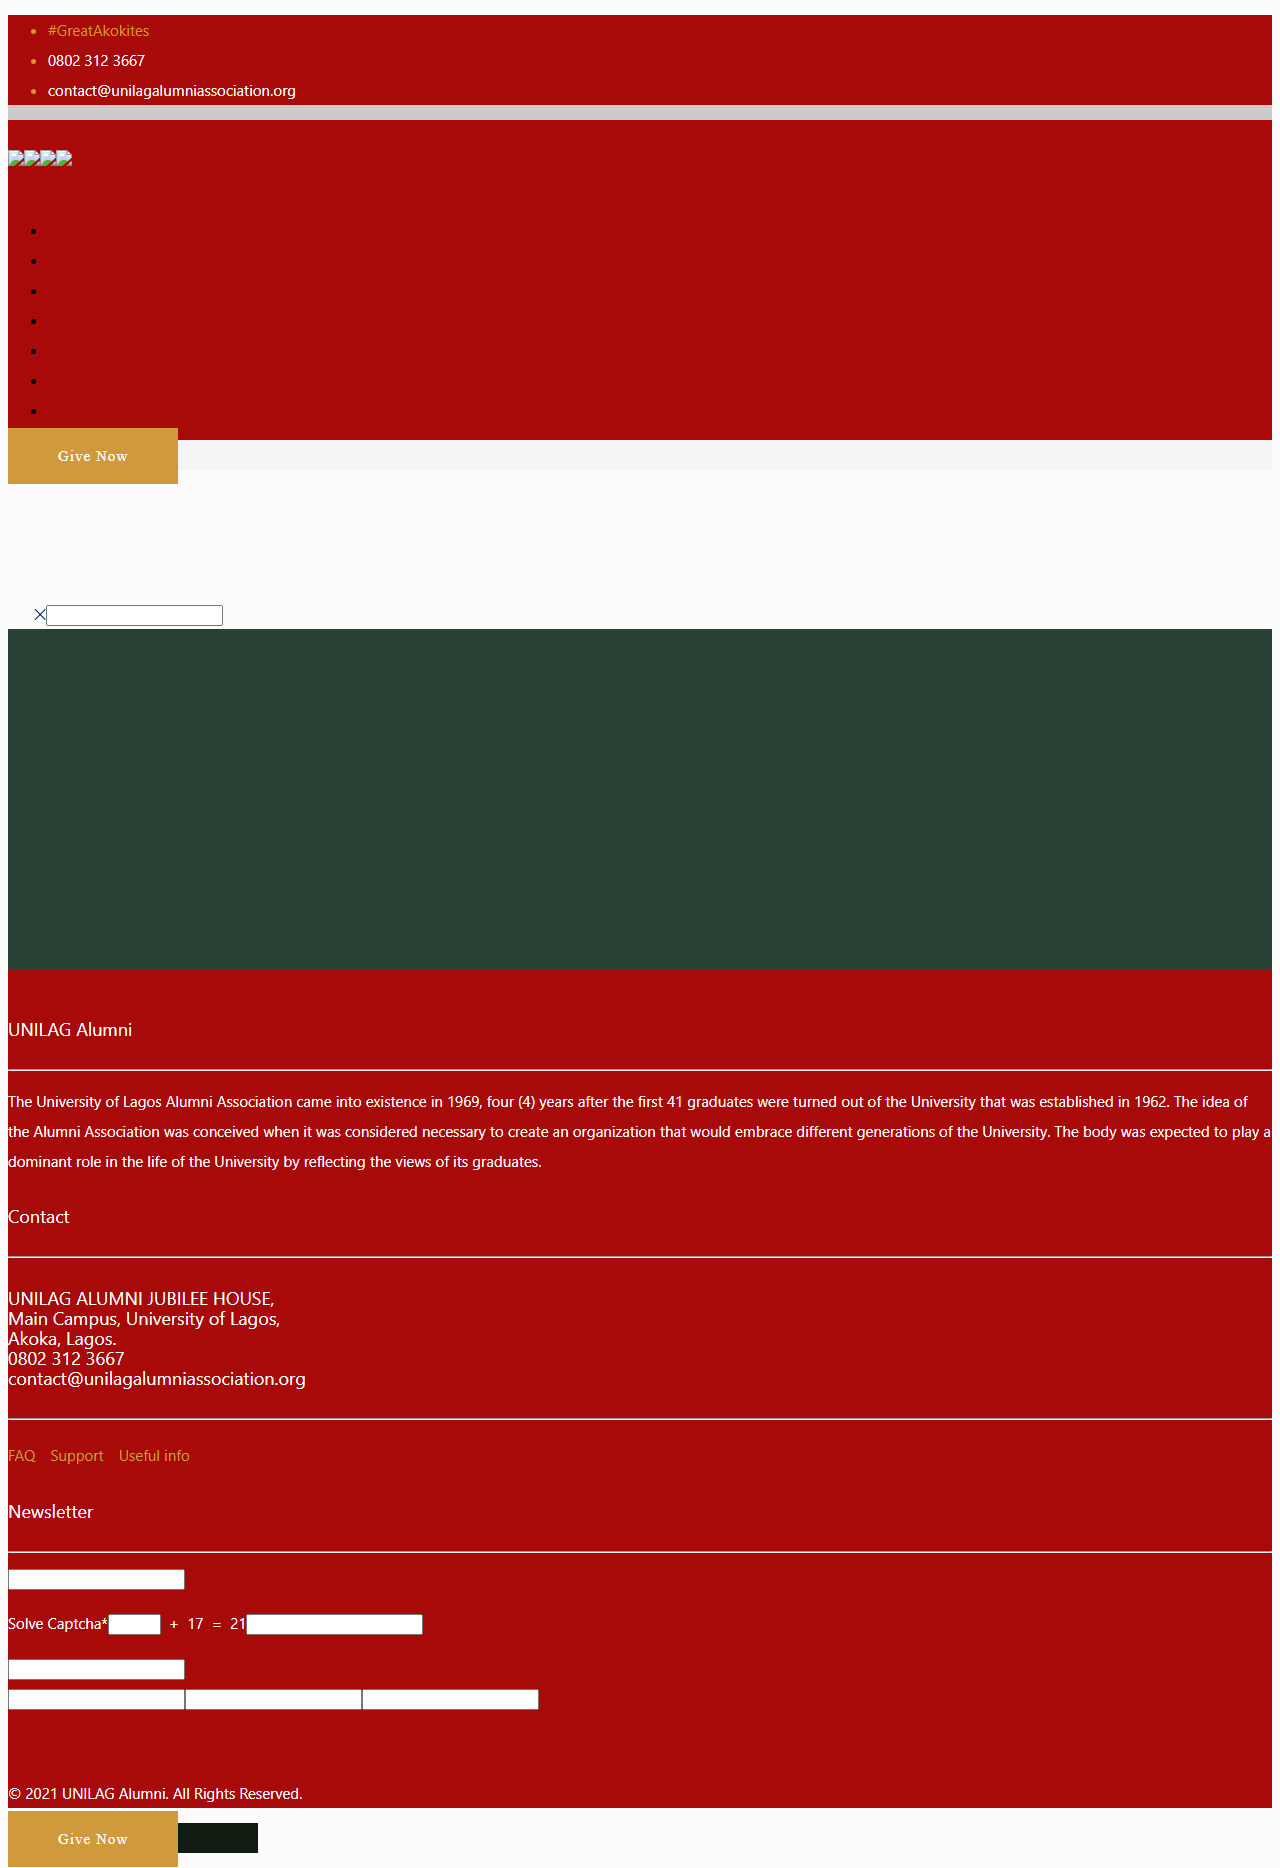 #GreatAkokites
0802 312 3667
contact@unilagalumniassociation.org
Give Now
UNILAG Alumni
The University of Lagos Alumni Association came into existence in 1969, four (4) years after the first 41 graduates were turned out of the University that was established in 1962. The idea of
the Alumni Association was conceived when it was considered necessary to create an organization that would embrace different generations of the University. The body was expected to play a
dominant role in the life of the University by reflecting the views of its graduates.
Contact
UNILAG ALUMNI JUBILEE HOUSE,
Main Campus, University of Lagos,
Akoka, Lagos.
0802 312 3667
contact@unilagalumniassociation.org
FAQ Support Useful info
Newsletter
Solve Captcha* + 17 = 21
© 2021 UNILAG Alumni. All Rights Reserved.
Give Now